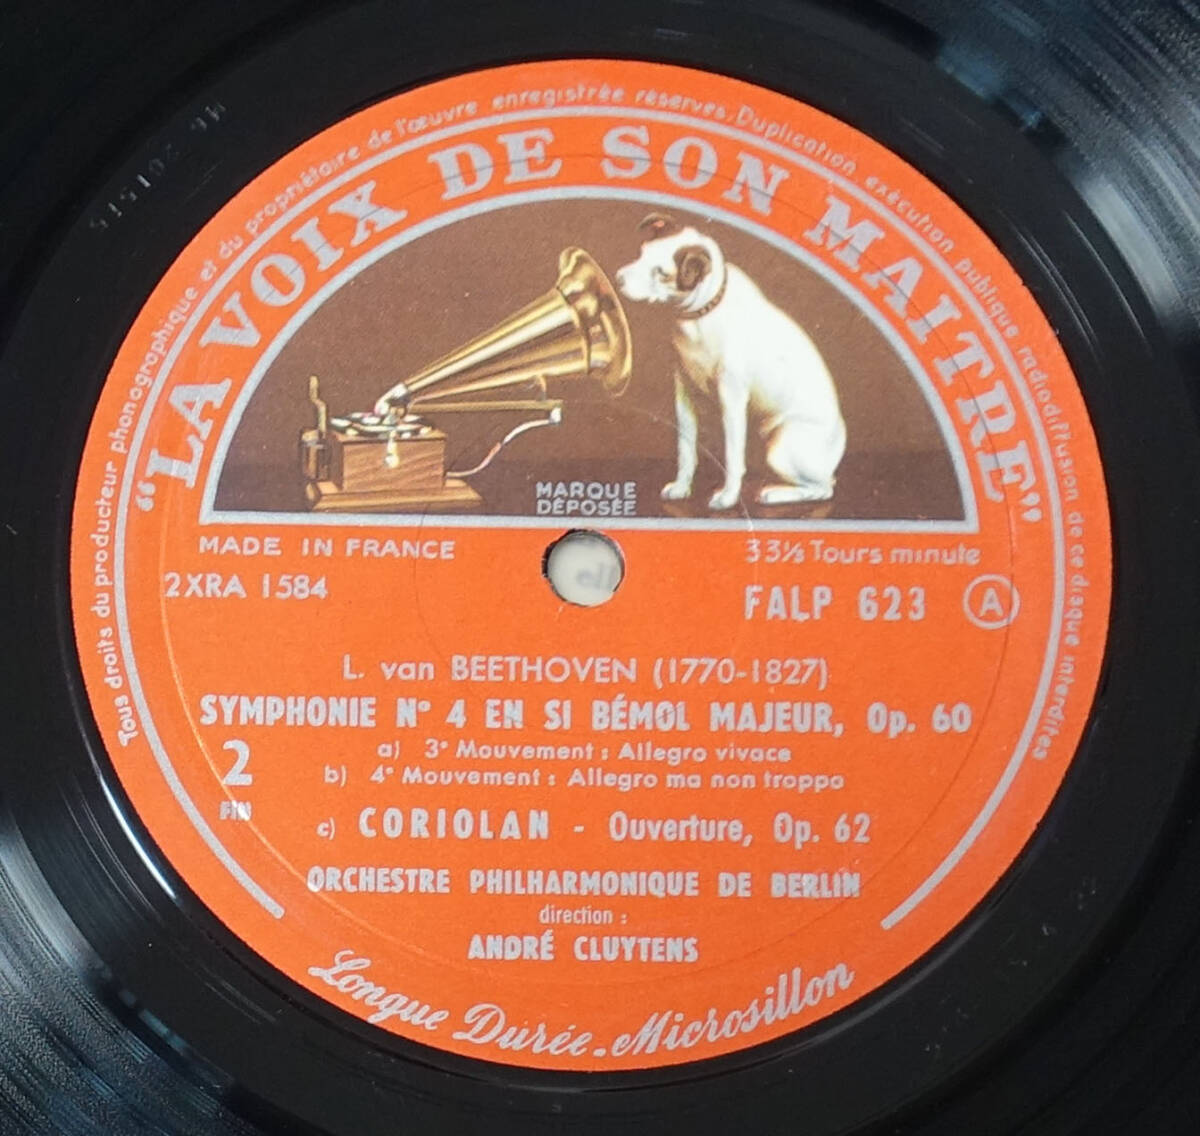 Tous droits du producteur phonographique et du propriétaire de l'œuvre enregistrée réservés. Duplication, exécution publique, radiodiffusion de ce disque interdites
"LA VOIX DE SON MAITRE"
MARQUE
DÉPOSÉE
MADE IN FRANCE
33⅓ Tours minute
2XRA 1584
FALP 623 A
L. van BEETHOVEN (1770-1827)
SYMPHONIE N° 4 EN SI BÉMOL MAJEUR, Op. 60
2
FIN
a) 3e Mouvement : Allegro vivace
b) 4e Mouvement : Allegro ma non troppo
c) CORIOLAN - Ouverture, Op. 62
ORCHESTRE PHILHARMONIQUE DE BERLIN
direction :
ANDRÉ CLUYTENS
Longue Durée-Microsillon